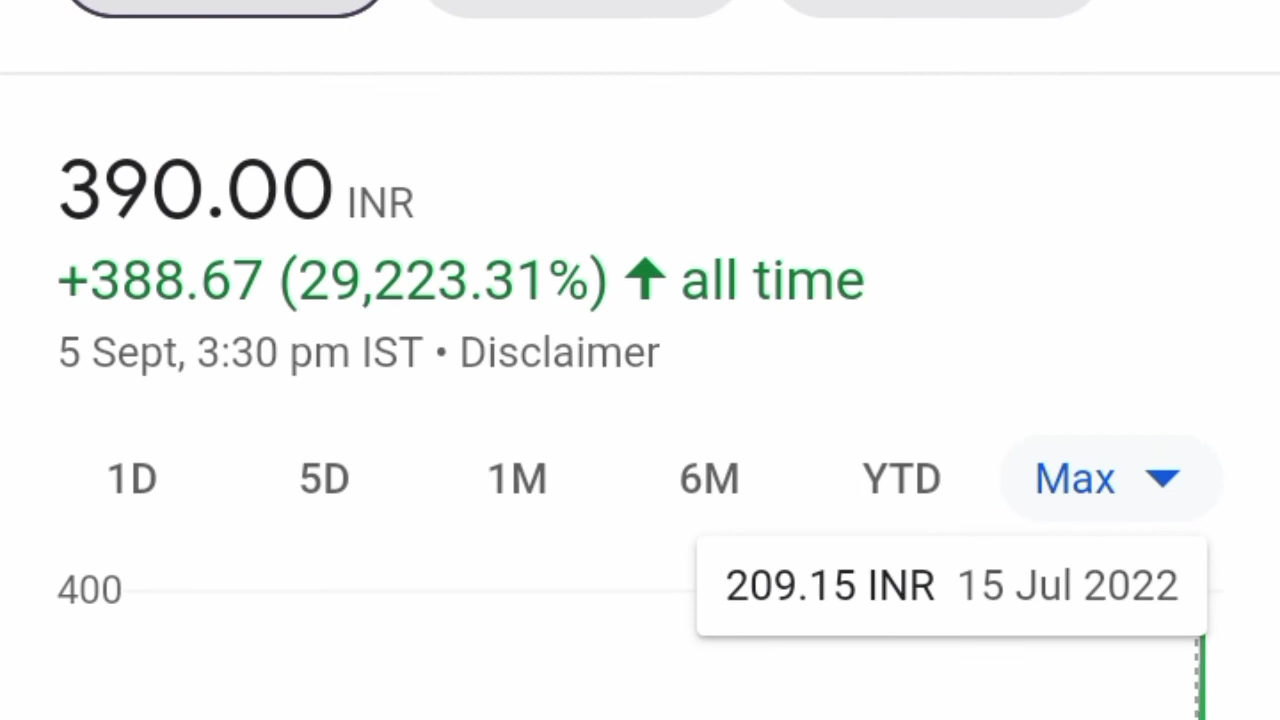 390.00 INR
+388.67 (29,223.31%) ↑ all time
5 Sept, 3:30 pm IST • Disclaimer
1D 5D 1M 6M YTD Max
209.15 INR 15 Jul 2022
400